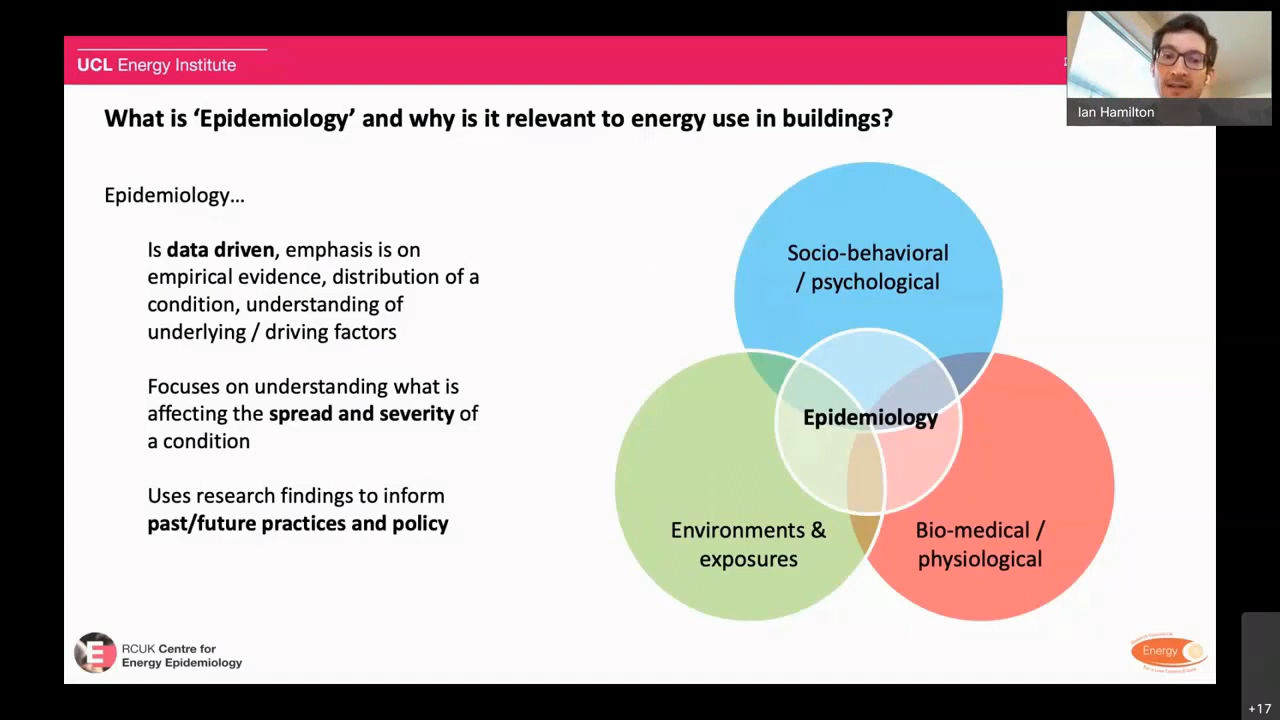 UCL Energy Institute
Ian Hamilton
What is ‘Epidemiology’ and why is it relevant to energy use in buildings?
Epidemiology…
Is data driven, emphasis is on
empirical evidence, distribution of a
condition, understanding of
underlying / driving factors
Focuses on understanding what is
affecting the spread and severity of
a condition
Uses research findings to inform
past/future practices and policy
Socio-behavioral
/ psychological
Epidemiology
Environments &
exposures
Bio-medical /
physiological
E
RCUK Centre for
Energy Epidemiology
Energy
+17